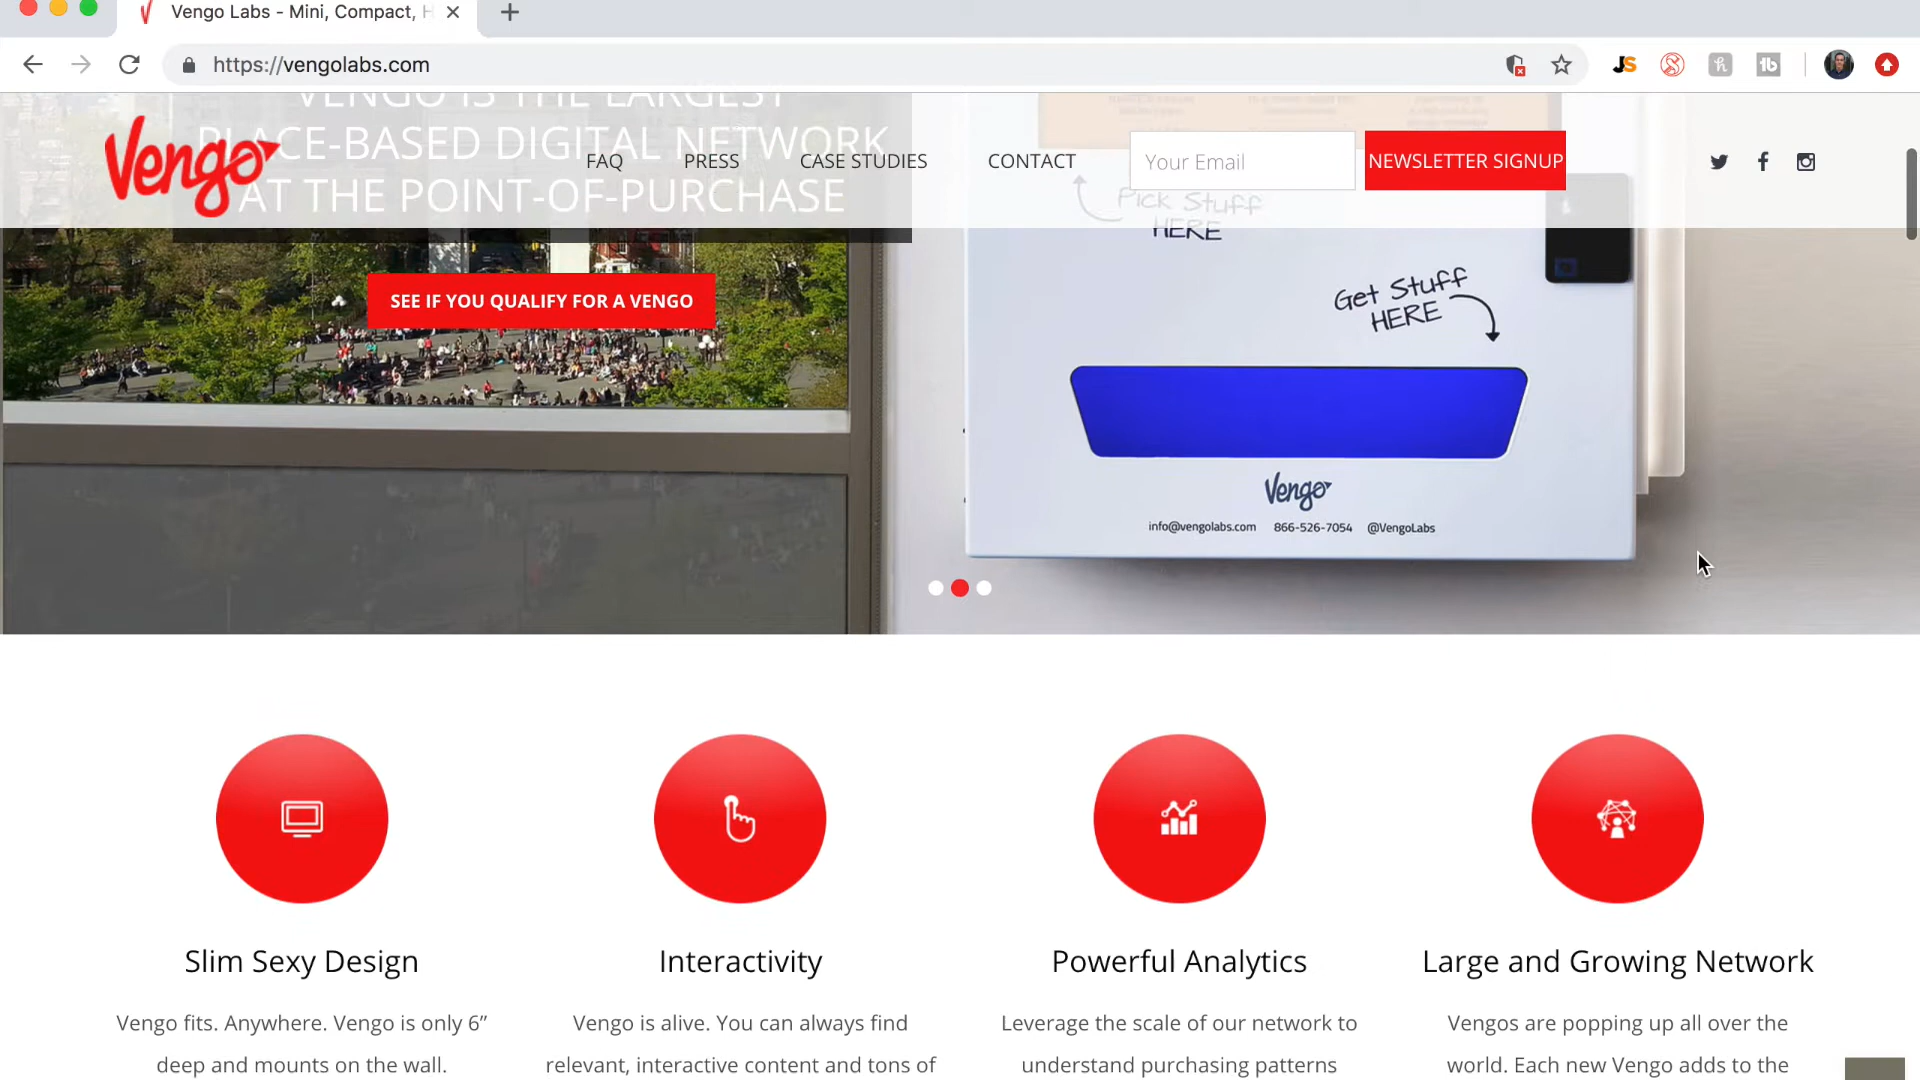 Vengo Labs - Mini, Compact, H
https://vengolabs.com
VENGO IS THE LARGEST
PLACE-BASED DIGITAL NETWORK
AT THE POINT-OF-PURCHASE
Vengo
FAQ
PRESS
CASE STUDIES
CONTACT
Your Email
NEWSLETTER SIGNUP
SEE IF YOU QUALIFY FOR A VENGO
Pick Stuff
HERE
Get Stuff
HERE
Vengo
info@vengolabs.com 866-526-7054 @VengoLabs
Slim Sexy Design
Vengo fits. Anywhere. Vengo is only 6”
deep and mounts on the wall.
Interactivity
Vengo is alive. You can always find
relevant, interactive content and tons of
Powerful Analytics
Leverage the scale of our network to
understand purchasing patterns
Large and Growing Network
Vengos are popping up all over the
world. Each new Vengo adds to the